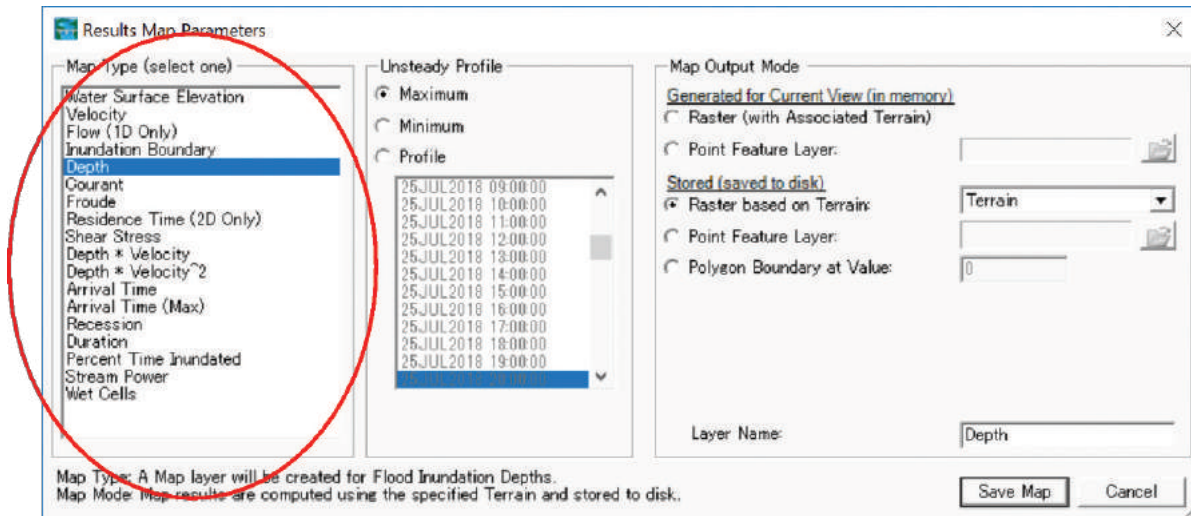 Results Map Parameters
Map Type (select one)
Water Surface Elevation
Velocity
Flow (1D Only)
Inundation Boundary
Depth
Courant
Froude
Residence Time (2D Only)
Shear Stress
Depth * Velocity
Depth * Velocity^2
Arrival Time
Arrival Time (Max)
Recession
Duration
Percent Time Inundated
Stream Power
Wet Cells
Unsteady Profile
Maximum
Minimum
Profile
25JUL2018 09:00:00
25JUL2018 10:00:00
25JUL2018 11:00:00
25JUL2018 12:00:00
25JUL2018 13:00:00
25JUL2018 14:00:00
25JUL2018 15:00:00
25JUL2018 16:00:00
25JUL2018 17:00:00
25JUL2018 18:00:00
25JUL2018 19:00:00
Map Output Mode
Generated for Current View (in memory)
Raster (with Associated Terrain)
Point Feature Layer:
Stored (saved to disk)
Raster based on Terrain: Terrain
Point Feature Layer:
Polygon Boundary at Value: 0
Layer Name: Depth
Map Type: A Map layer will be created for Flood Inundation Depths.
Map Mode: Map results are computed using the specified Terrain and stored to disk.
Save Map Cancel